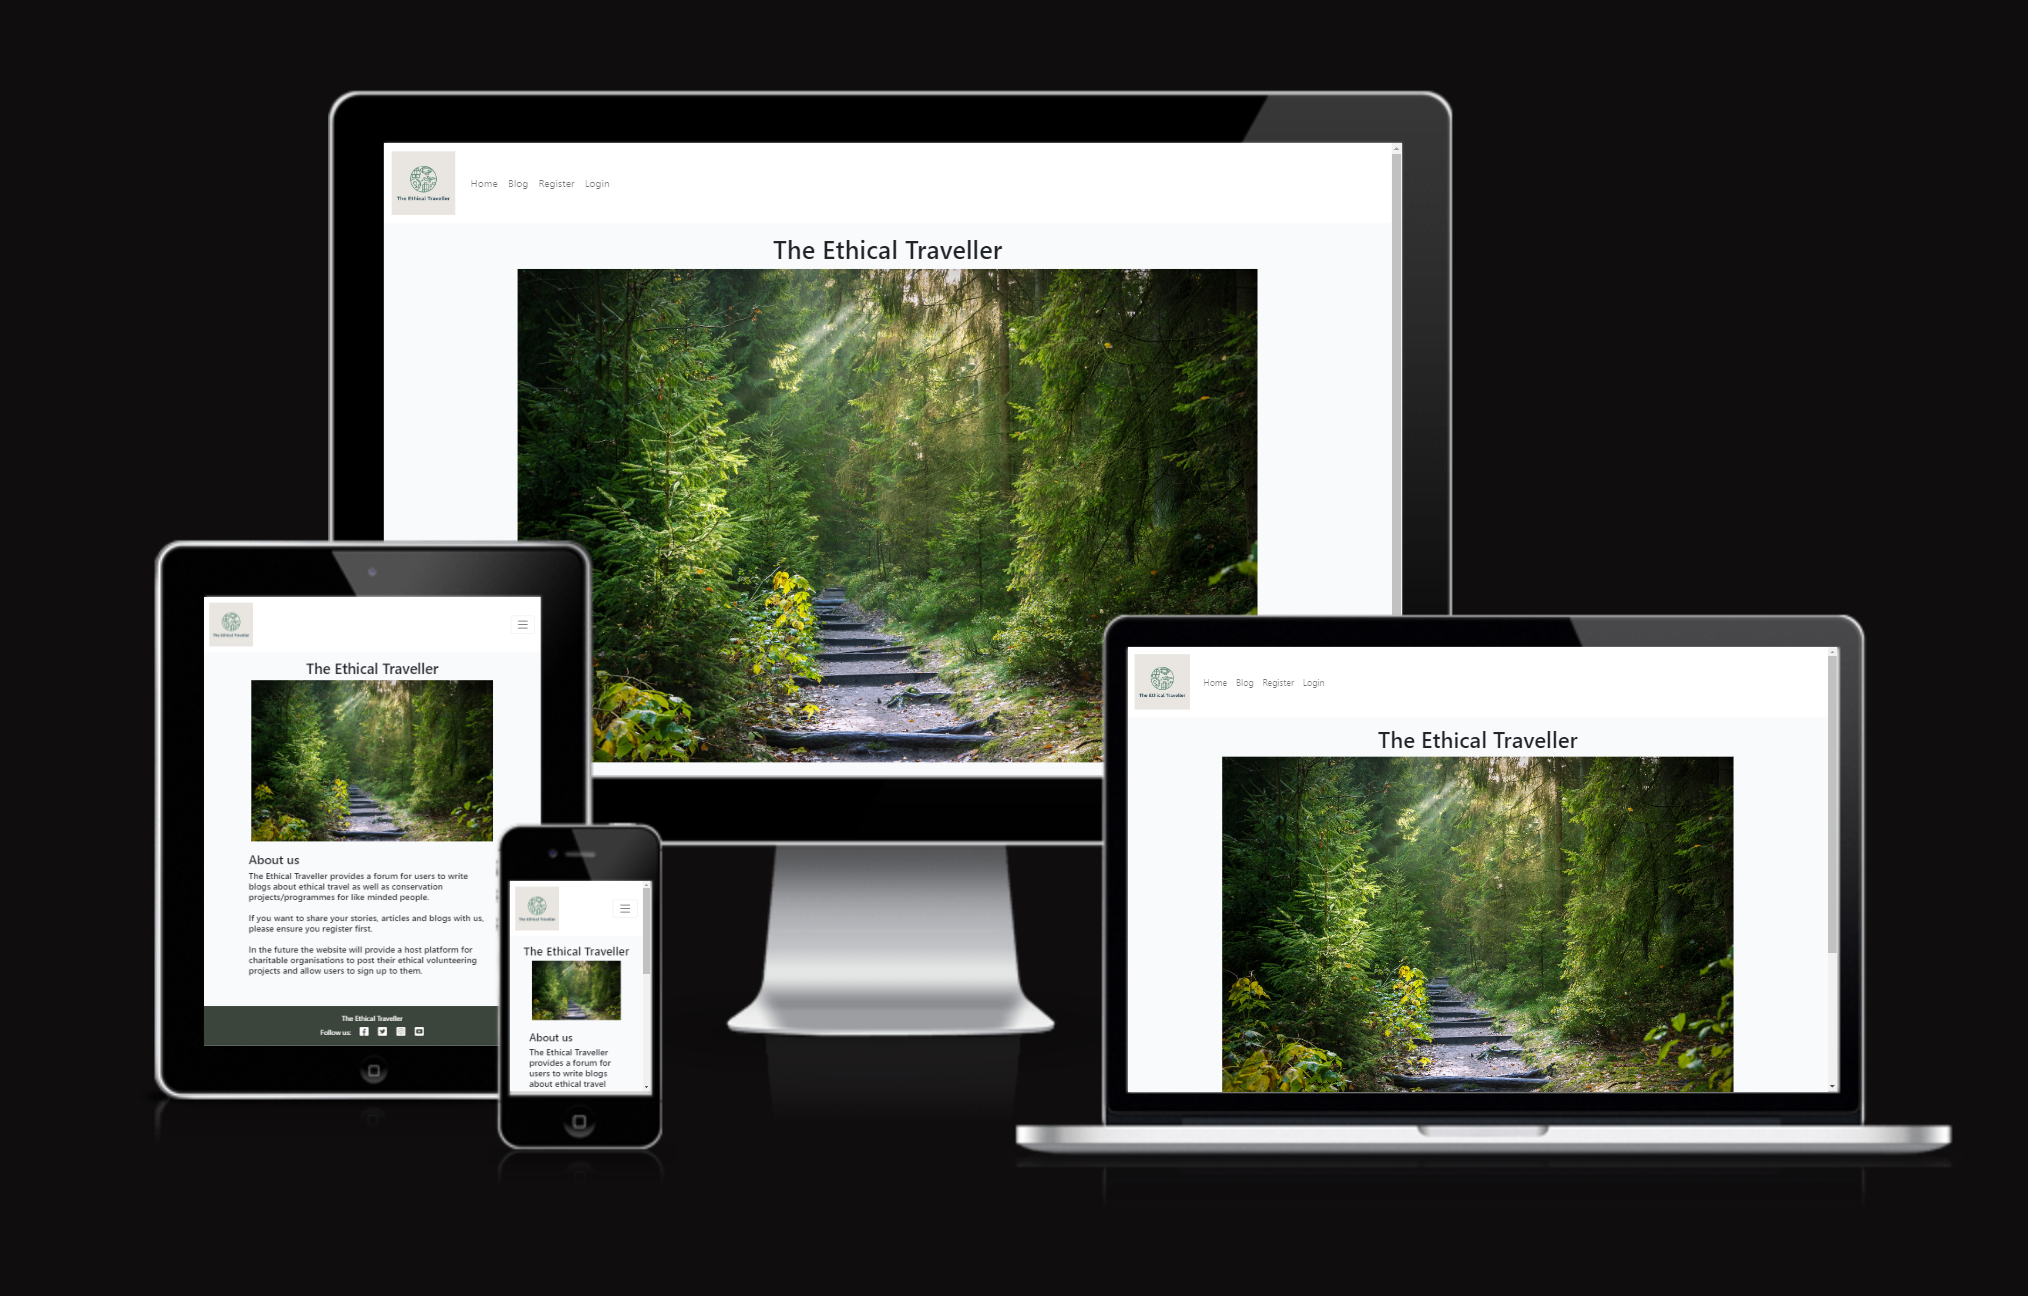 The Ethical Traveller
Home Blog Register Login
The Ethical Traveller
The Ethical Traveller
The Ethical Traveller
About us
The Ethical Traveller provides a forum for users to write
blogs about ethical travel as well as conservation
projects/programmes for like minded people.
If you want to share your stories, articles and blogs with us,
please ensure you register first.
In the future the website will provide a host platform for
charitable organisations to post their ethical volunteering
projects and allow users to sign up to them.
The Ethical Traveller
Follow us:
The Ethical Traveller
The Ethical Traveller
About us
The Ethical Traveller
provides a forum for
users to write blogs
about ethical travel
The Ethical Traveller
Home Blog Register Login
The Ethical Traveller